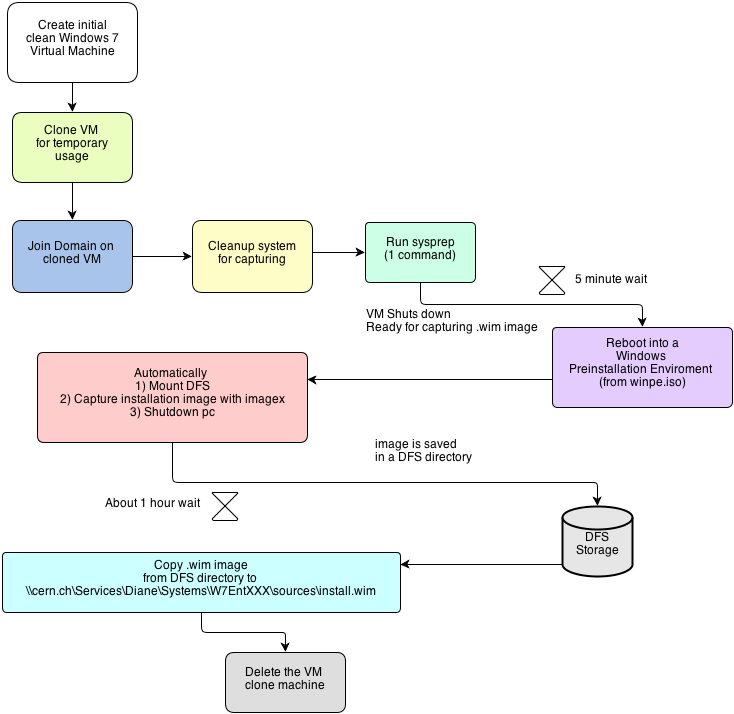 Create initial
clean Windows 7
Virtual Machine
Clone VM
for temporary
usage
Join Domain on
cloned VM
Cleanup system
for capturing
Run sysprep
(1 command)
5 minute wait
VM Shuts down
Ready for capturing .wim image
Reboot into a
Windows
Preinstallation Enviroment
(from winpe.iso)
Automatically
1) Mount DFS
2) Capture installation image with imagex
3) Shutdown pc
image is saved
in a DFS directory
About 1 hour wait
DFS
Storage
Copy .wim image
from DFS directory to
\\cern.ch\Services\Diane\Systems\W7EntXXX\sources\install.wim
Delete the VM
clone machine